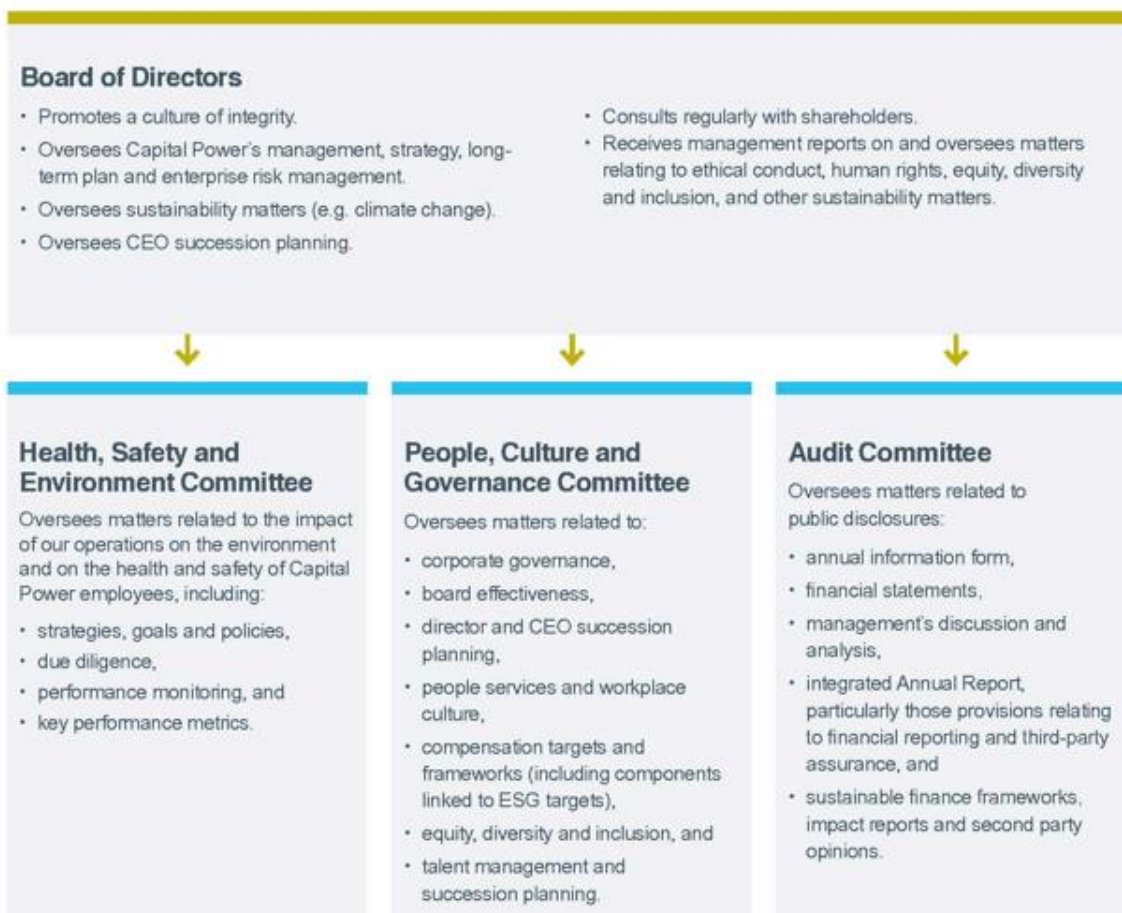 Board of Directors
• Promotes a culture of integrity.
• Oversees Capital Power's management, strategy, long-
term plan and enterprise risk management.
• Oversees sustainability matters (e.g. climate change).
• Oversees CEO succession planning.
• Consults regularly with shareholders.
• Receives management reports on and oversees matters
relating to ethical conduct, human rights, equity, diversity
and inclusion, and other sustainability matters.
Health, Safety and
Environment Committee
Oversees matters related to the impact
of our operations on the environment
and on the health and safety of Capital
Power employees, including:
• strategies, goals and policies,
• due diligence,
• performance monitoring, and
• key performance metrics.
People, Culture and
Governance Committee
Oversees matters related to:
• corporate governance,
• board effectiveness,
• director and CEO succession
planning,
• people services and workplace
culture,
• compensation targets and
frameworks (including components
linked to ESG targets),
• equity, diversity and inclusion, and
• talent management and
succession planning.
Audit Committee
Oversees matters related to
public disclosures:
• annual information form,
• financial statements,
• management's discussion and
analysis,
• integrated Annual Report,
particularly those provisions relating
to financial reporting and third-party
assurance, and
• sustainable finance frameworks,
impact reports and second party
opinions.